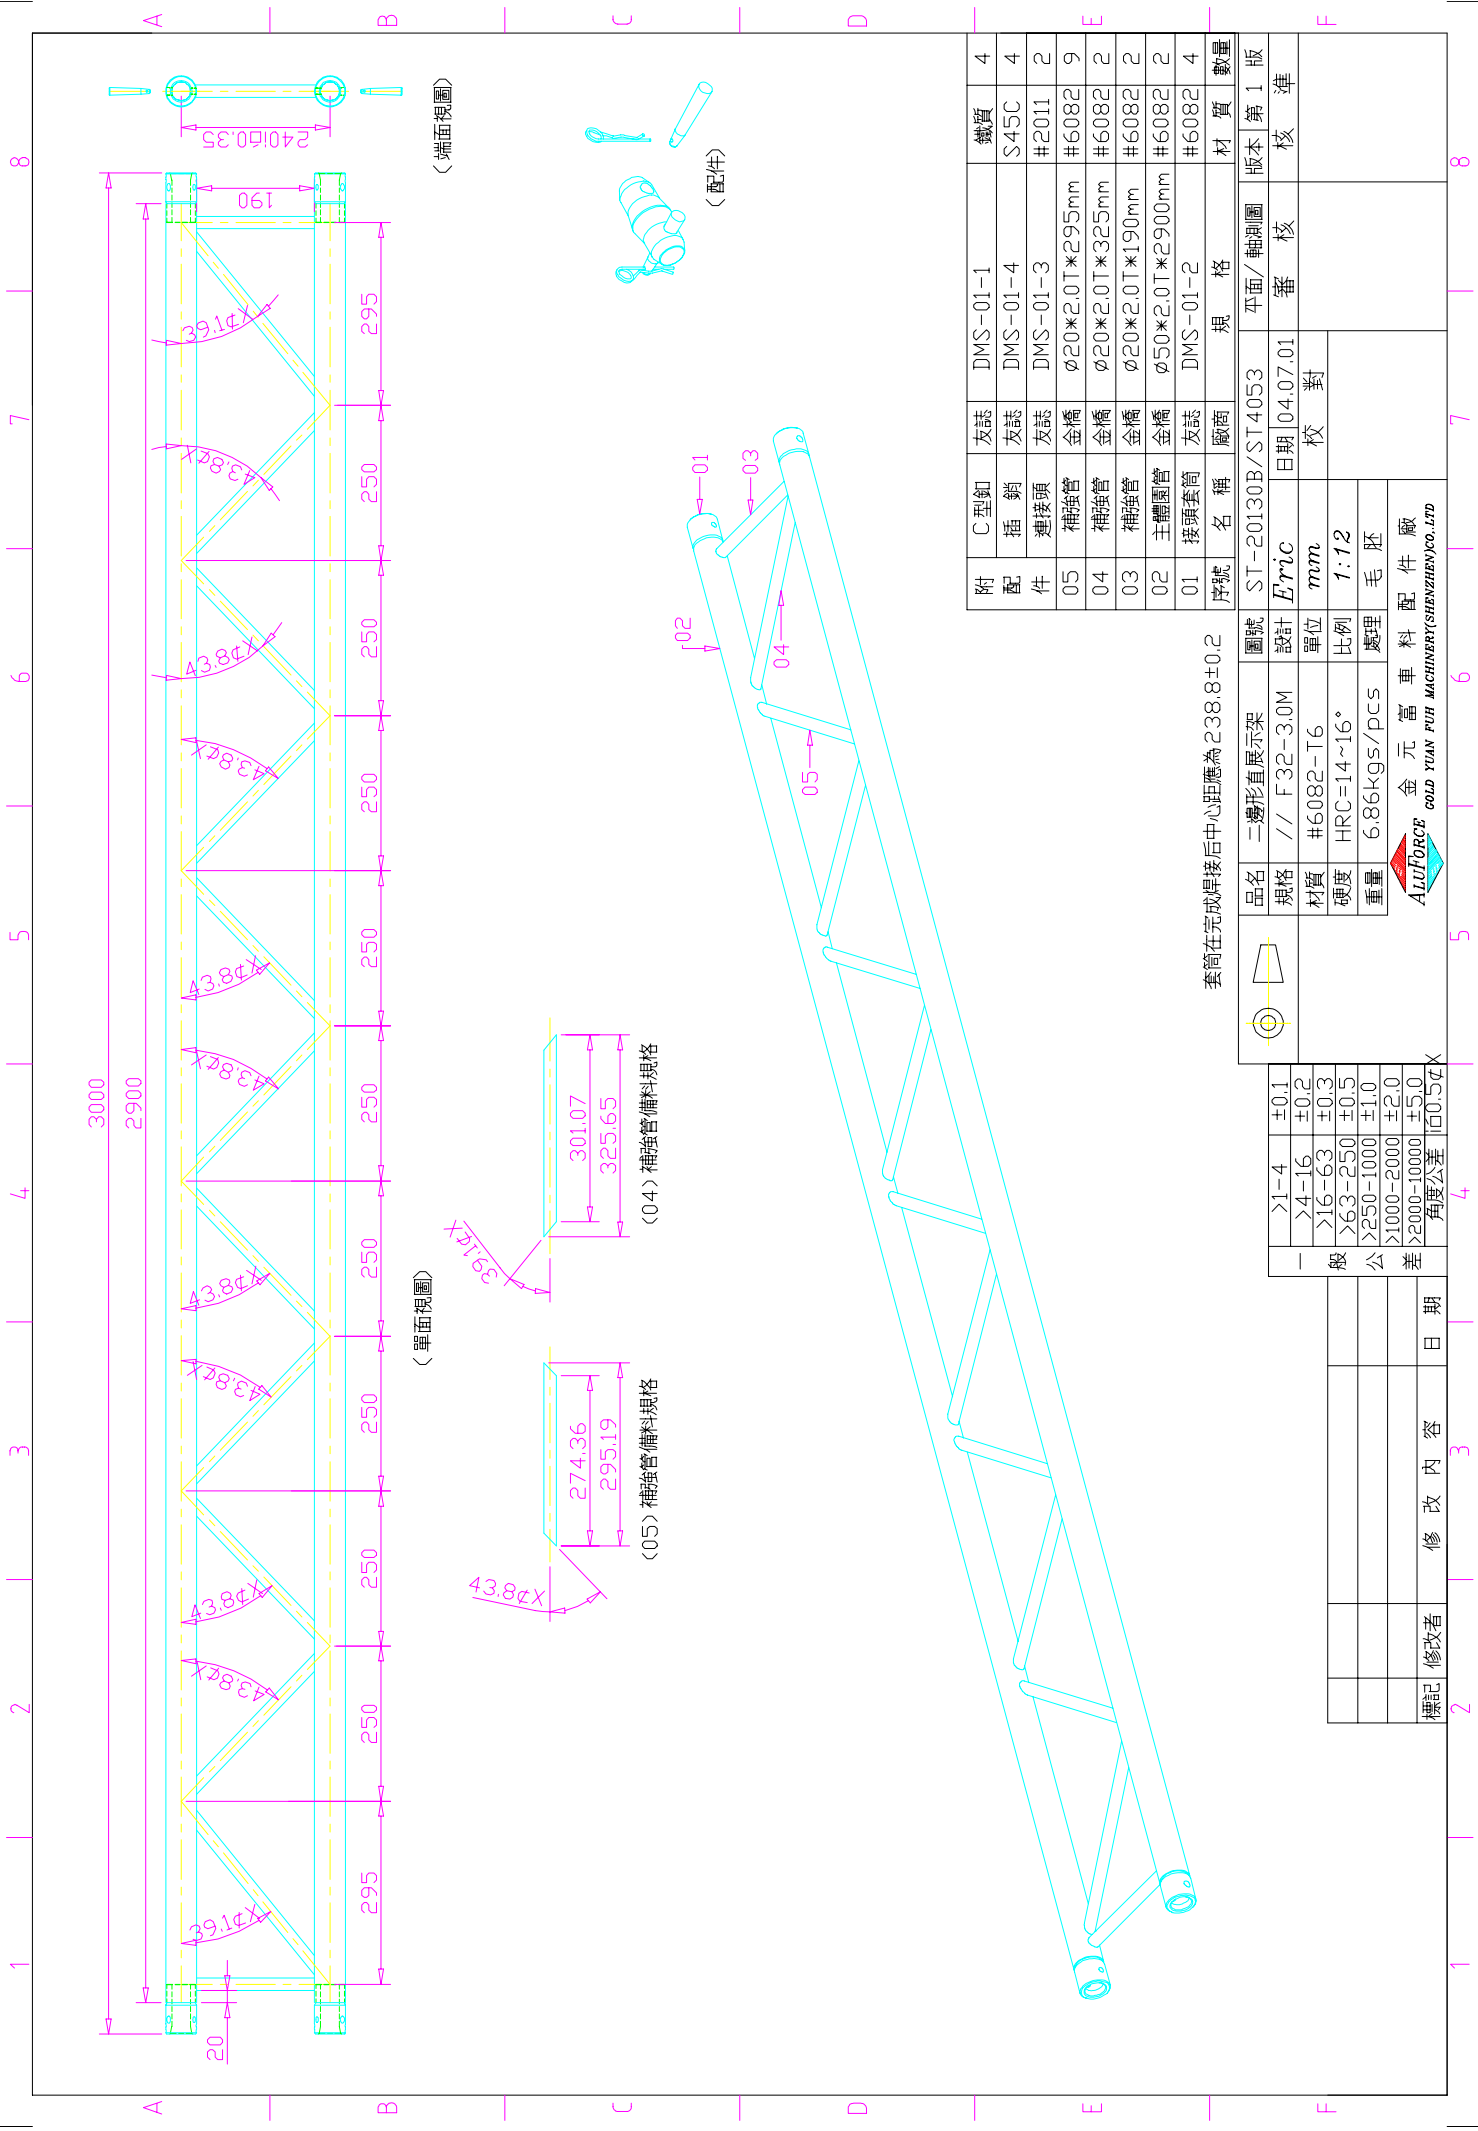 1 2 3 4 5 6 7 8
A B C D E F
3000
2900
20
190
240±0.35
39.1¢X 43.8¢X 43.8¢X 43.8¢X 43.8¢X 43.8¢X 43.8¢X 43.8¢X 43.8¢X 43.8¢X 39.1¢X
295 250 250 250 250 250 250 250 250 250 250 295
(單面視圖)
(端面視圖)
(配件)
43.8¢X
274.36
295.19
(05) 補強管備料規格
39.1¢X
301.07
325.65
(04) 補強管備料規格
01
02
03
04
05
套筒在完成焊接后中心距應為238.8±0.2
附 C型釦 友誌 DMS-01-1 鐵質 4
配 插 銷 友誌 DMS-01-4 S45C 4
件 連接頭 友誌 DMS-01-3 #2011 2
05 補強管 金橋 ø20*2.0T*295mm #6082 9
04 補強管 金橋 ø20*2.0T*325mm #6082 2
03 補強管 金橋 ø20*2.0T*190mm #6082 2
02 主體圓管 金橋 ø50*2.0T*2900mm #6082 2
01 接頭套筒 友誌 DMS-01-2 #6082 4
序號 名 稱 廠商 規 格 材 質 數量
品名 二邊形直展示架 圖號 ST-20130B/ST4053 平面/軸測圖 版本 第 1 版
規格 // F32-3.0M 設計 Eric 日期 04.07.01 審 核 核 準
材質 #6082-T6 單位 mm 校 對
硬度 HRC=14~16° 比例 1:12
重量 6.86kgs/pcs 處理 毛 胚
ALUFORCE 金 元 富 車 料 配 件 廠
GOLD YUAN FUH MACHINERY(SHENZHEN)CO.,LTD
一般公差
>1-4 ±0.1
>4-16 ±0.2
>16-63 ±0.3
>63-250 ±0.5
>250-1000 ±1.0
>1000-2000 ±2.0
>2000-10000 ±5.0
角度公差 0.5¢X
標記 修改者 修 改 內 容 日 期
1 2 3 4 5 6 7 8
A B C D E F